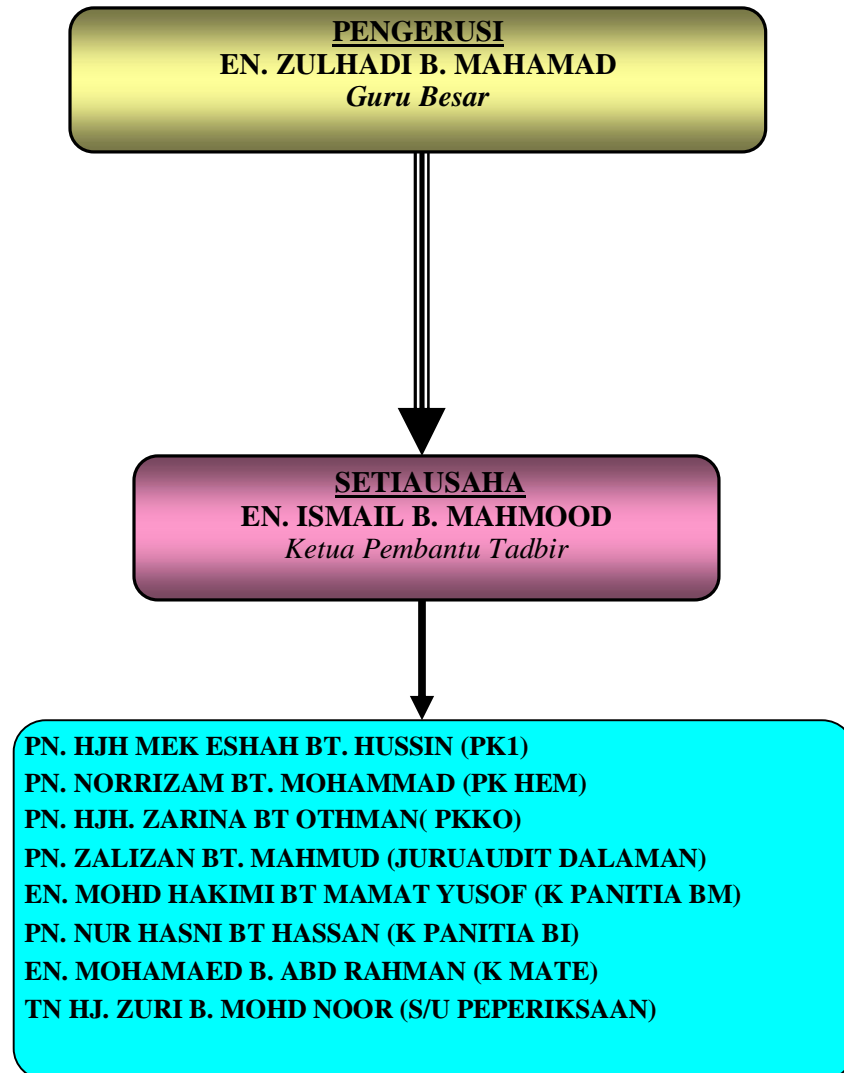 PENGERUSI
EN. ZULHADI B. MAHAMAD
Guru Besar
SETIAUSAHA
EN. ISMAIL B. MAHMOOD
Ketua Pembantu Tadbir
PN. HJH MEK ESHAH BT. HUSSIN (PK1)
PN. NORRIZAM BT. MOHAMMAD (PK HEM)
PN. HJH. ZARINA BT OTHMAN( PKKO)
PN. ZALIZAN BT. MAHMUD (JURUAUDIT DALAMAN)
EN. MOHD HAKIMI BT MAMAT YUSOF (K PANITIA BM)
PN. NUR HASNI BT HASSAN (K PANITIA BI)
EN. MOHAMAED B. ABD RAHMAN (K MATE)
TN HJ. ZURI B. MOHD NOOR (S/U PEPERIKSAAN)